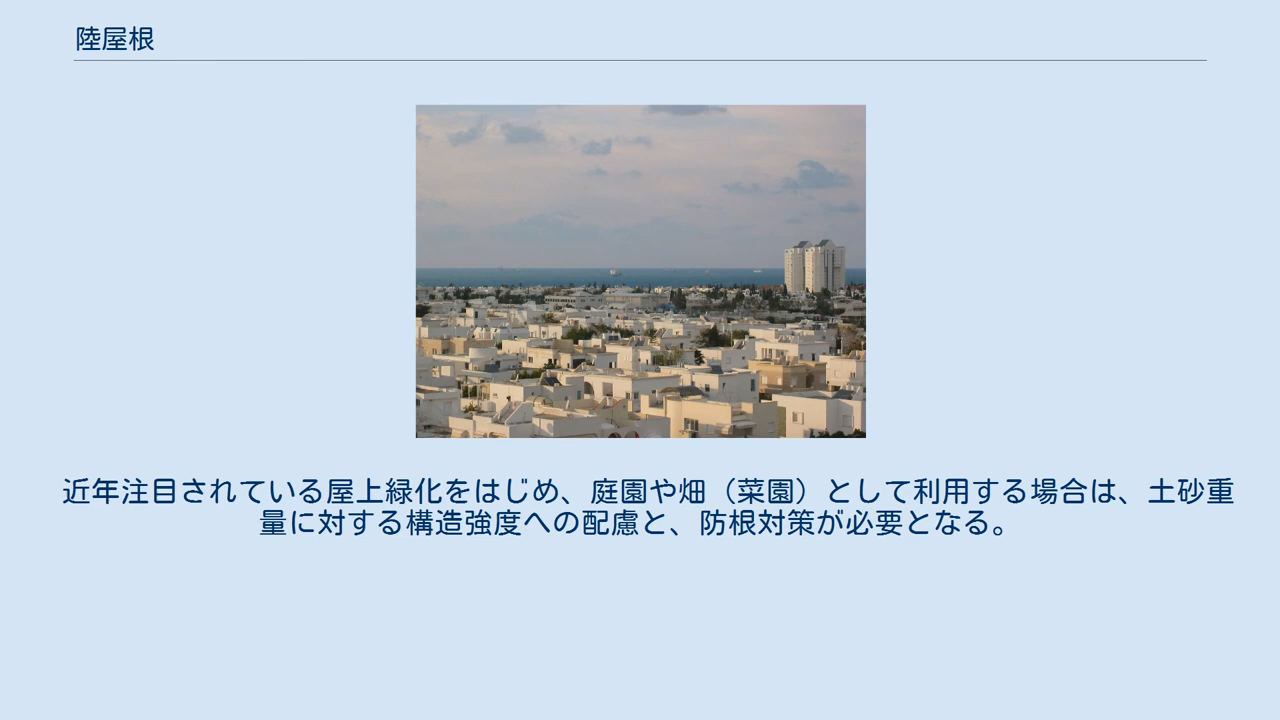 陸屋根
近年注目されている屋上緑化をはじめ、庭園や畑（菜園）として利用する場合は、土砂重
量に対する構造強度への配慮と、防根対策が必要となる。